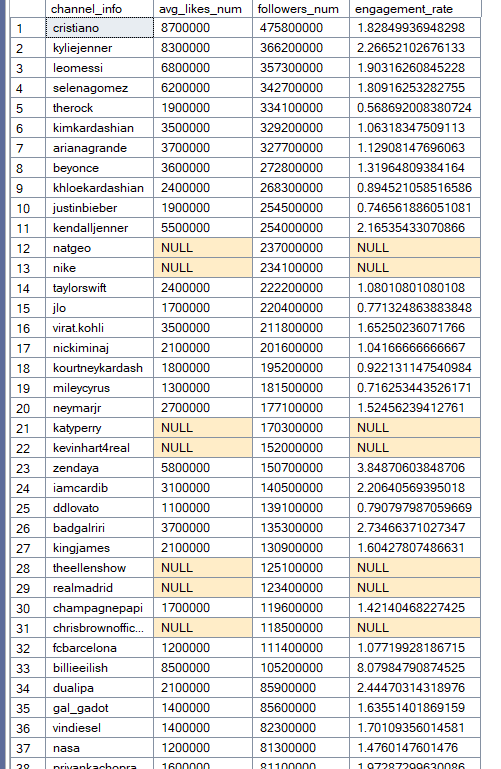 channel_info avg_likes_num followers_num engagement_rate
1 cristiano 8700000 475800000 1.82849936948298
2 kyliejenner 8300000 366200000 2.26652102676133
3 leomessi 6800000 357300000 1.90316260845228
4 selenagomez 6200000 342700000 1.80916253282755
5 therock 1900000 334100000 0.568692008380724
6 kimkardashian 3500000 329200000 1.06318347509113
7 arianagrande 3700000 327700000 1.12908147696063
8 beyonce 3600000 272800000 1.31964809384164
9 khloekardashian 2400000 268300000 0.894521058516586
10 justinbieber 1900000 254500000 0.746561886051081
11 kendalljenner 5500000 254000000 2.16535433070866
12 natgeo NULL 237000000 NULL
13 nike NULL 234100000 NULL
14 taylorswift 2400000 222200000 1.08010801080108
15 jlo 1700000 220400000 0.771324863883848
16 virat.kohli 3500000 211800000 1.65250236071766
17 nickiminaj 2100000 201600000 1.04166666666667
18 kourtneykardash 1800000 195200000 0.922131147540984
19 mileycyrus 1300000 181500000 0.716253443526171
20 neymarjr 2700000 177100000 1.52456239412761
21 katyperry NULL 170300000 NULL
22 kevinhart4real NULL 152000000 NULL
23 zendaya 5800000 150700000 3.84870603848706
24 iamcardib 3100000 140500000 2.20640569395018
25 ddlovato 1100000 139100000 0.790797987059669
26 badgalriri 3700000 135300000 2.73466371027347
27 kingjames 2100000 130900000 1.60427807486631
28 theellenshow NULL 125100000 NULL
29 realmadrid NULL 123400000 NULL
30 champagnepapi 1700000 119600000 1.42140468227425
31 chrisbrownoffic... NULL 118500000 NULL
32 fcbarcelona 1200000 111400000 1.07719928186715
33 billieeilish 8500000 105200000 8.07984790874525
34 dualipa 2100000 85900000 2.44470314318976
35 gal_gadot 1400000 85600000 1.63551401869159
36 vindiesel 1400000 82300000 1.70109356014581
37 nasa 1200000 81300000 1.4760147601476
38 priyankachopra 1600000 81100000 1.97287299630086